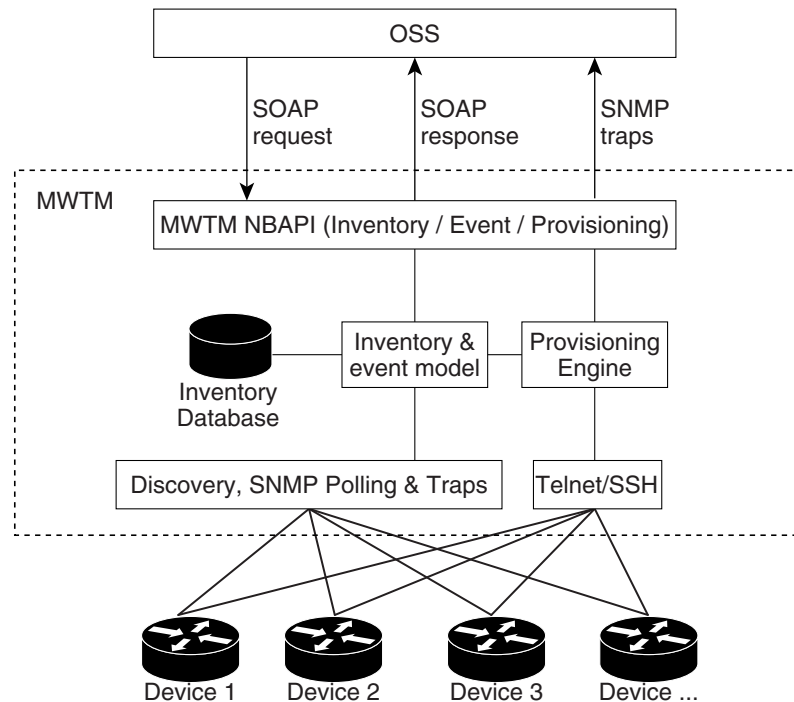 OSS
SOAP
request
SOAP
response
SNMP
traps
MWTM
MWTM NBAPI (Inventory / Event / Provisioning)
Inventory &
event model
Provisioning
Engine
Inventory
Database
Discovery, SNMP Polling & Traps
Telnet/SSH
Device 1
Device 2
Device 3
Device ...